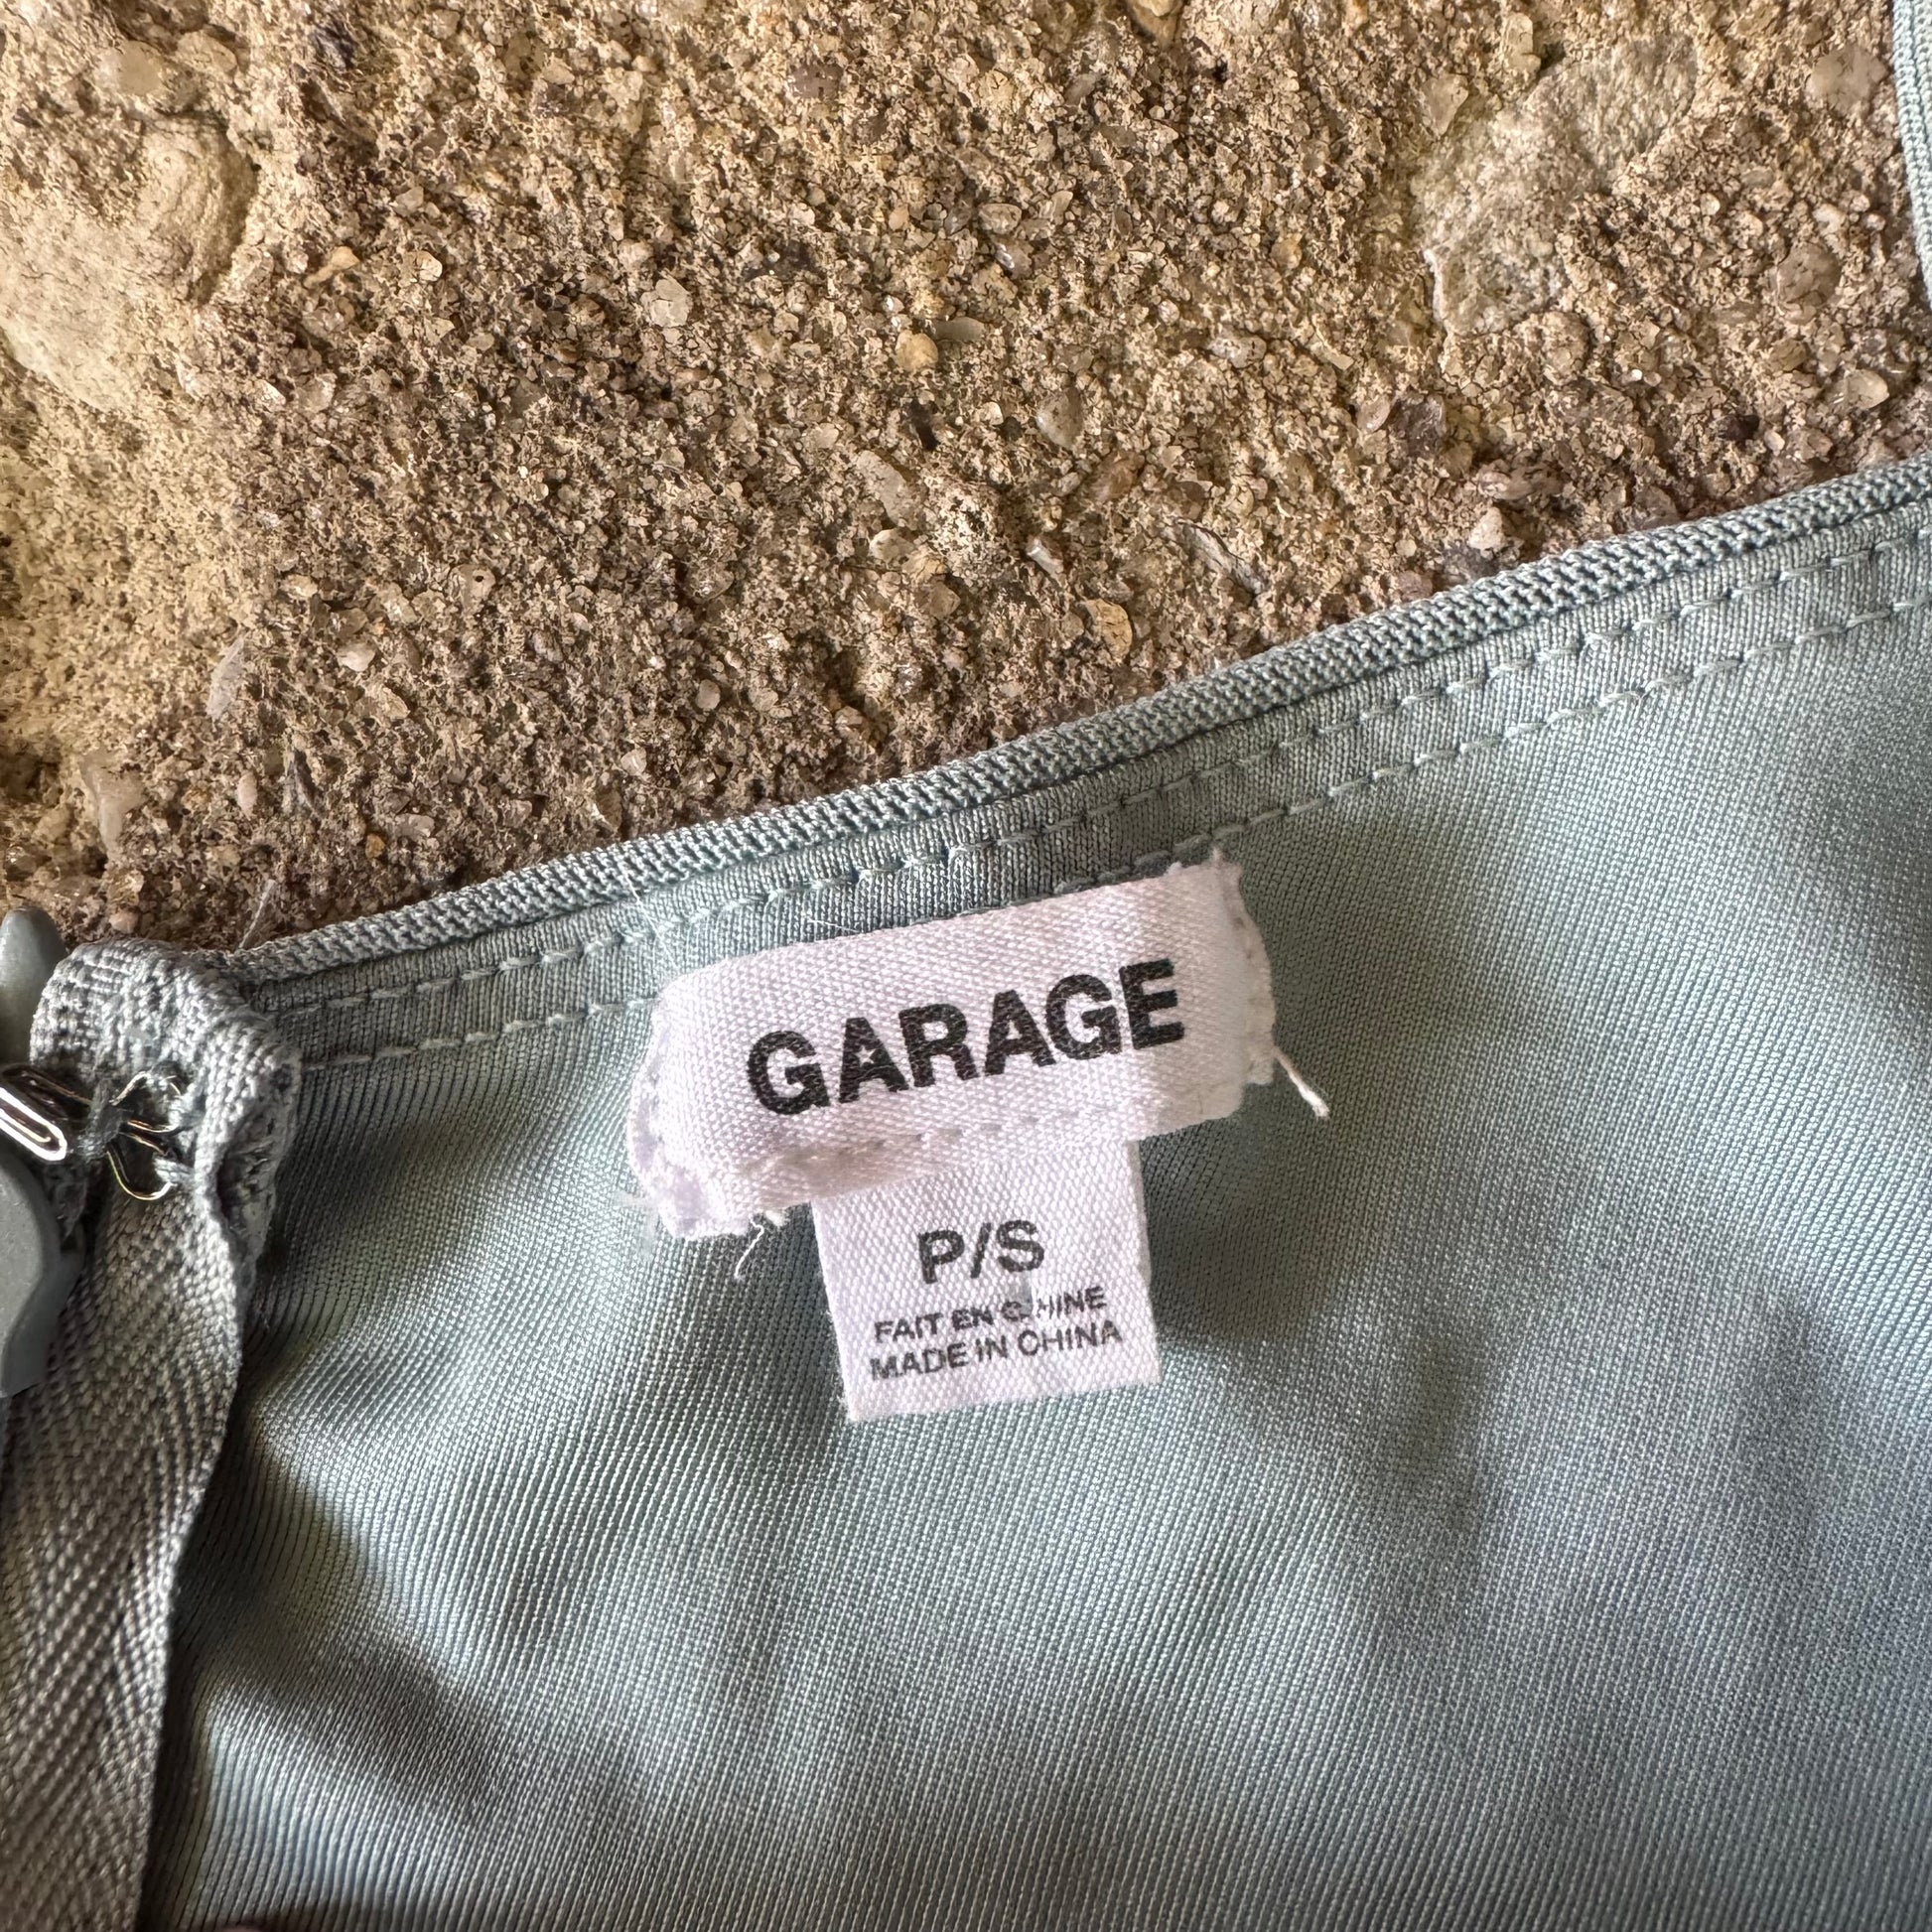 GARAGE
P/S
FAIT EN CHINE
MADE IN CHINA